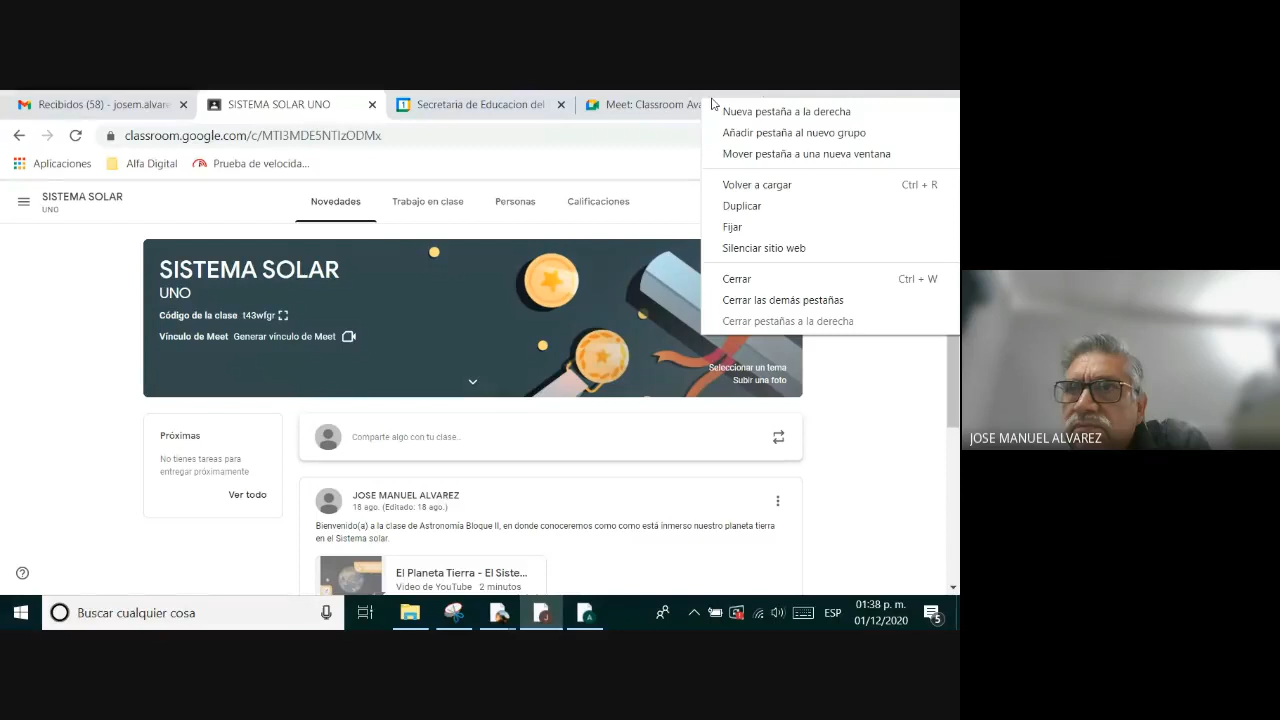 Recibidos (58) - josem.alvare
SISTEMA SOLAR UNO
Secretaria de Educacion del
Meet: Classroom Ava
classroom.google.com/c/MTI3MDE5NTIzODMx
Aplicaciones
Alfa Digital
Prueba de velocida...
SISTEMA SOLAR
UNO
Novedades
Trabajo en clase
Personas
Calificaciones
Nueva pestaña a la derecha
Añadir pestaña al nuevo grupo
Mover pestaña a una nueva ventana
Volver a cargar Ctrl + R
Duplicar
Fijar
Silenciar sitio web
Cerrar Ctrl + W
Cerrar las demás pestañas
Cerrar pestañas a la derecha
SISTEMA SOLAR
UNO
Código de la clase t43wfgr
Vínculo de Meet Generar vínculo de Meet
Seleccionar un tema
Subir una foto
Próximas
No tienes tareas para
entregar próximamente
Ver todo
Comparte algo con tu clase...
JOSE MANUEL ALVAREZ
18 ago. (Editado: 18 ago.)
Bienvenido(a) a la clase de Astronomía Bloque II, en donde conoceremos como como está inmerso nuestro planeta tierra
en el Sistema solar.
El Planeta Tierra - El Siste...
Video de YouTube 2 minutos
JOSE MANUEL ALVAREZ
Buscar cualquier cosa
ESP
01:38 p. m.
01/12/2020
5